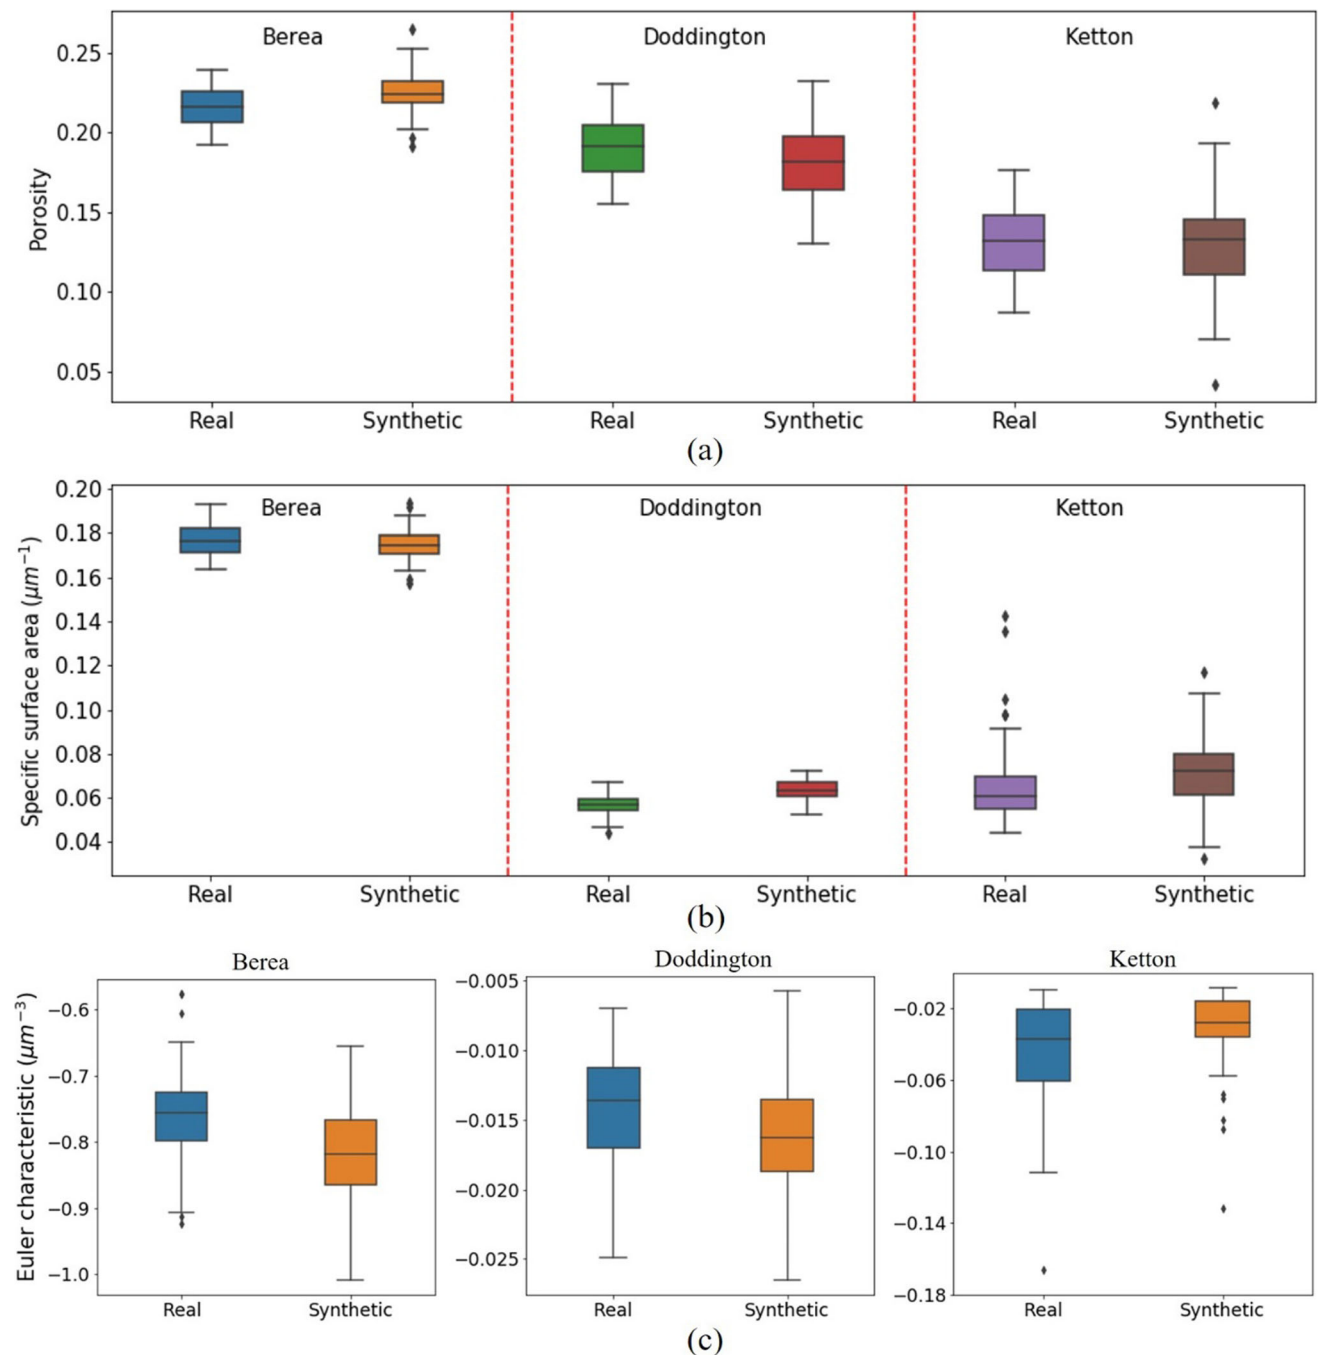 Berea Doddington Ketton
0.25
0.20
0.15
0.10
0.05
Porosity
Real Synthetic Real Synthetic Real Synthetic
(a)
0.20
Berea Doddington Ketton
0.18
0.16
0.14
0.12
0.10
0.08
0.06
0.04
Specific surface area (μm⁻¹)
Real Synthetic Real Synthetic Real Synthetic
(b)
Berea
−0.6
−0.7
−0.8
−0.9
−1.0
Euler characteristic (μm⁻³)
Real Synthetic
Doddington
−0.005
−0.010
−0.015
−0.020
−0.025
Real Synthetic
Ketton
−0.02
−0.06
−0.10
−0.14
−0.18
Real Synthetic
(c)